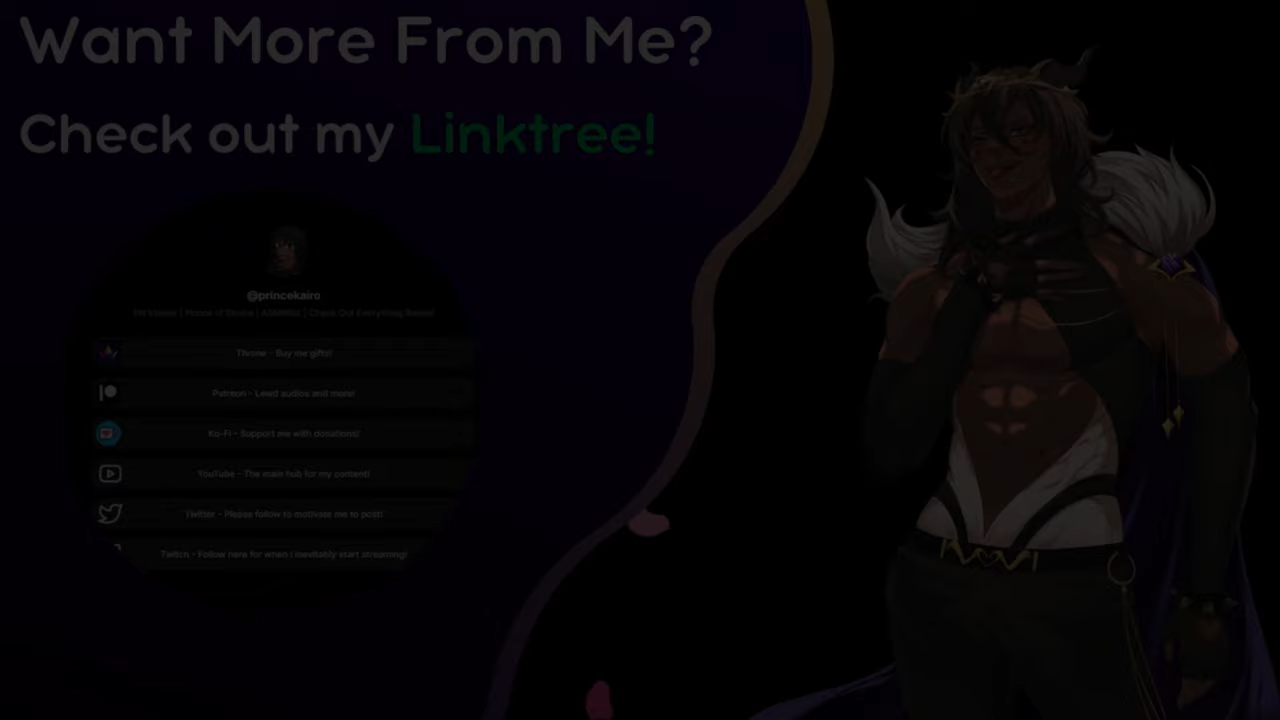 Want More From Me?
Check out my Linktree!
@princekairo
Throne - Buy me gifts!
Patreon - Lewd audios and more!
Ko-Fi - Support me with donations!
YouTube - The main hub for my content!
Twitter - Please follow to motivate me to post!
Twitch - Follow here for when I inevitably start streaming!